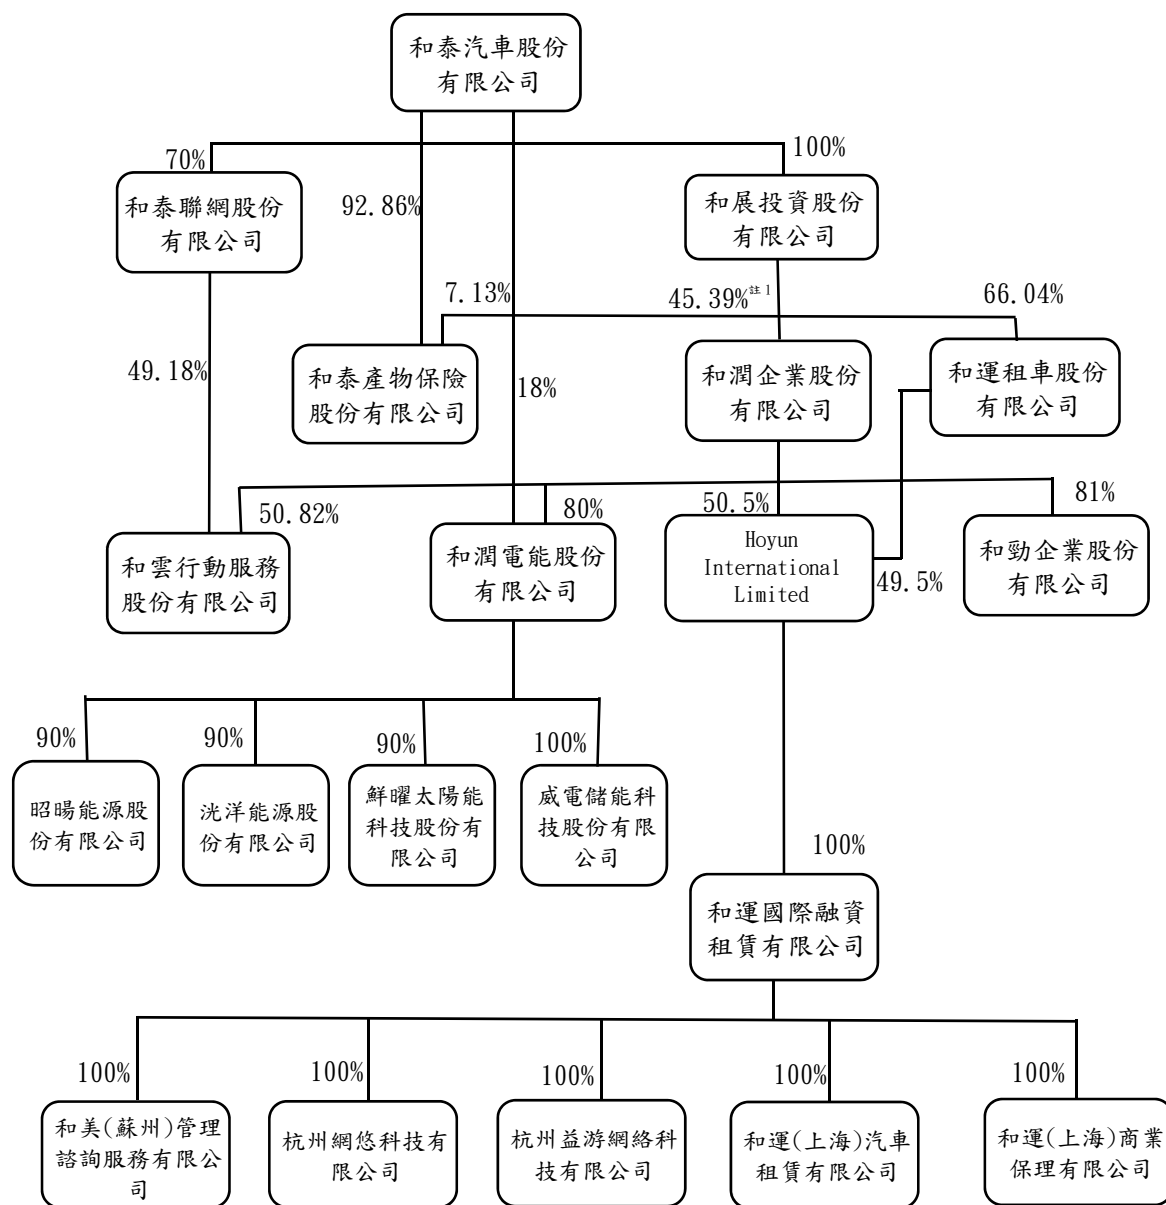 和泰汽車股份
有限公司
70%
100%
和泰聯網股份
有限公司
92.86%
和展投資股份
有限公司
7.13%
45.39%註1
66.04%
49.18%
和泰產物保險
股份有限公司
18%
和潤企業股份
有限公司
和運租車股份
有限公司
50.82%
80%
50.5%
81%
和雲行動服務
股份有限公司
和潤電能股份
有限公司
Hoyun
International
Limited
49.5%
和勁企業股份
有限公司
90%
90%
90%
100%
昭暘能源股
份有限公司
洸洋能源股
份有限公司
鮮曜太陽能
科技股份有
限公司
威電儲能科
技股份有限
公司
100%
和運國際融資
租賃有限公司
100%
100%
100%
100%
100%
和美(蘇州)管理
諮詢服務有限公
司
杭州網悠科技有
限公司
杭州益游網絡科
技有限公司
和運(上海)汽車
租賃有限公司
和運(上海)商業
保理有限公司